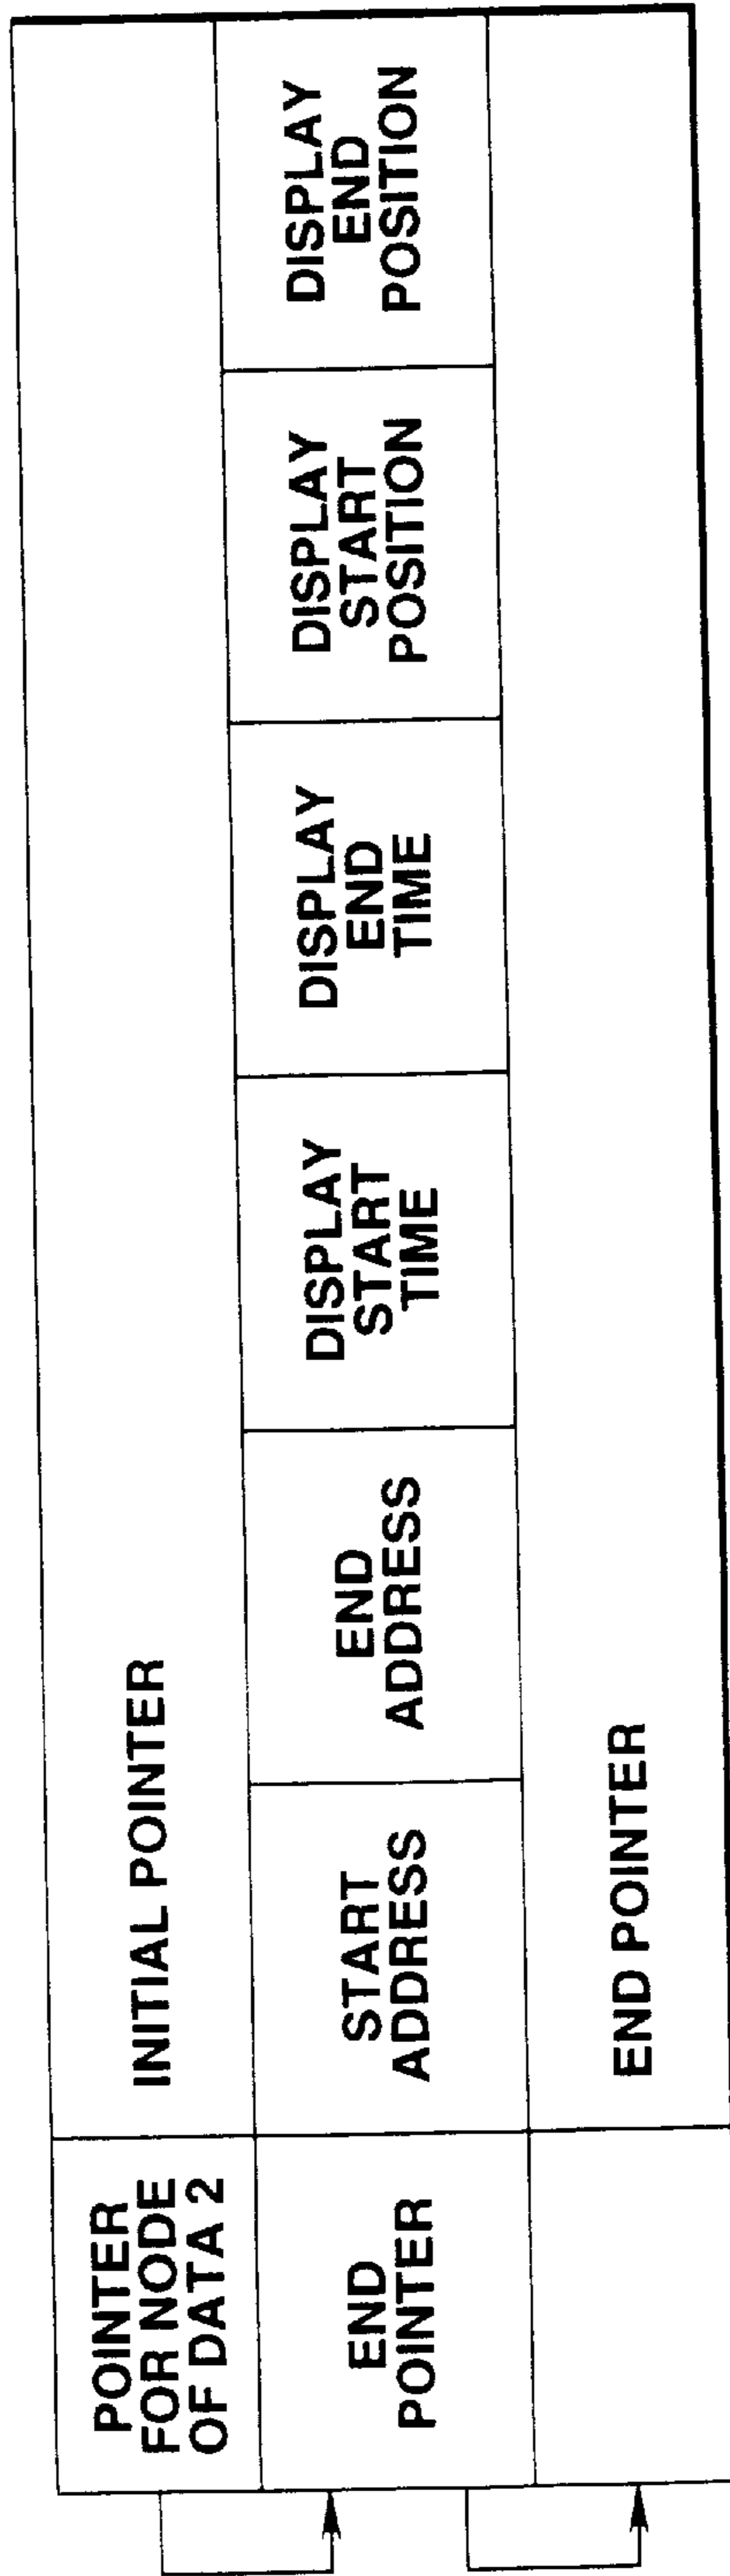 POINTER
FOR NODE
OF DATA 2
INITIAL POINTER
END
POINTER
START
ADDRESS
END
ADDRESS
DISPLAY
START
TIME
DISPLAY
END
TIME
DISPLAY
START
POSITION
DISPLAY
END
POSITION
END POINTER